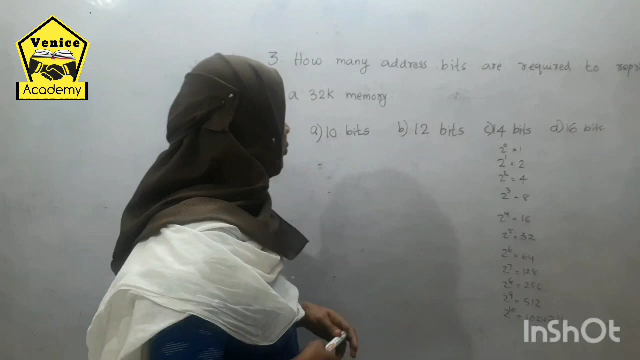 Venice
Academy
3 How many address bits are required to repr
a 32K memory
a) 10 bits b) 12 bits c) 14 bits d) 16 bits
2⁰ = 1
2¹ = 2
2² = 4
2³ = 8
2⁴ = 16
2⁵ = 32
2⁶ = 64
2⁷ = 128
2⁸ = 256
2⁹ = 512
2¹⁰ =
InShOt